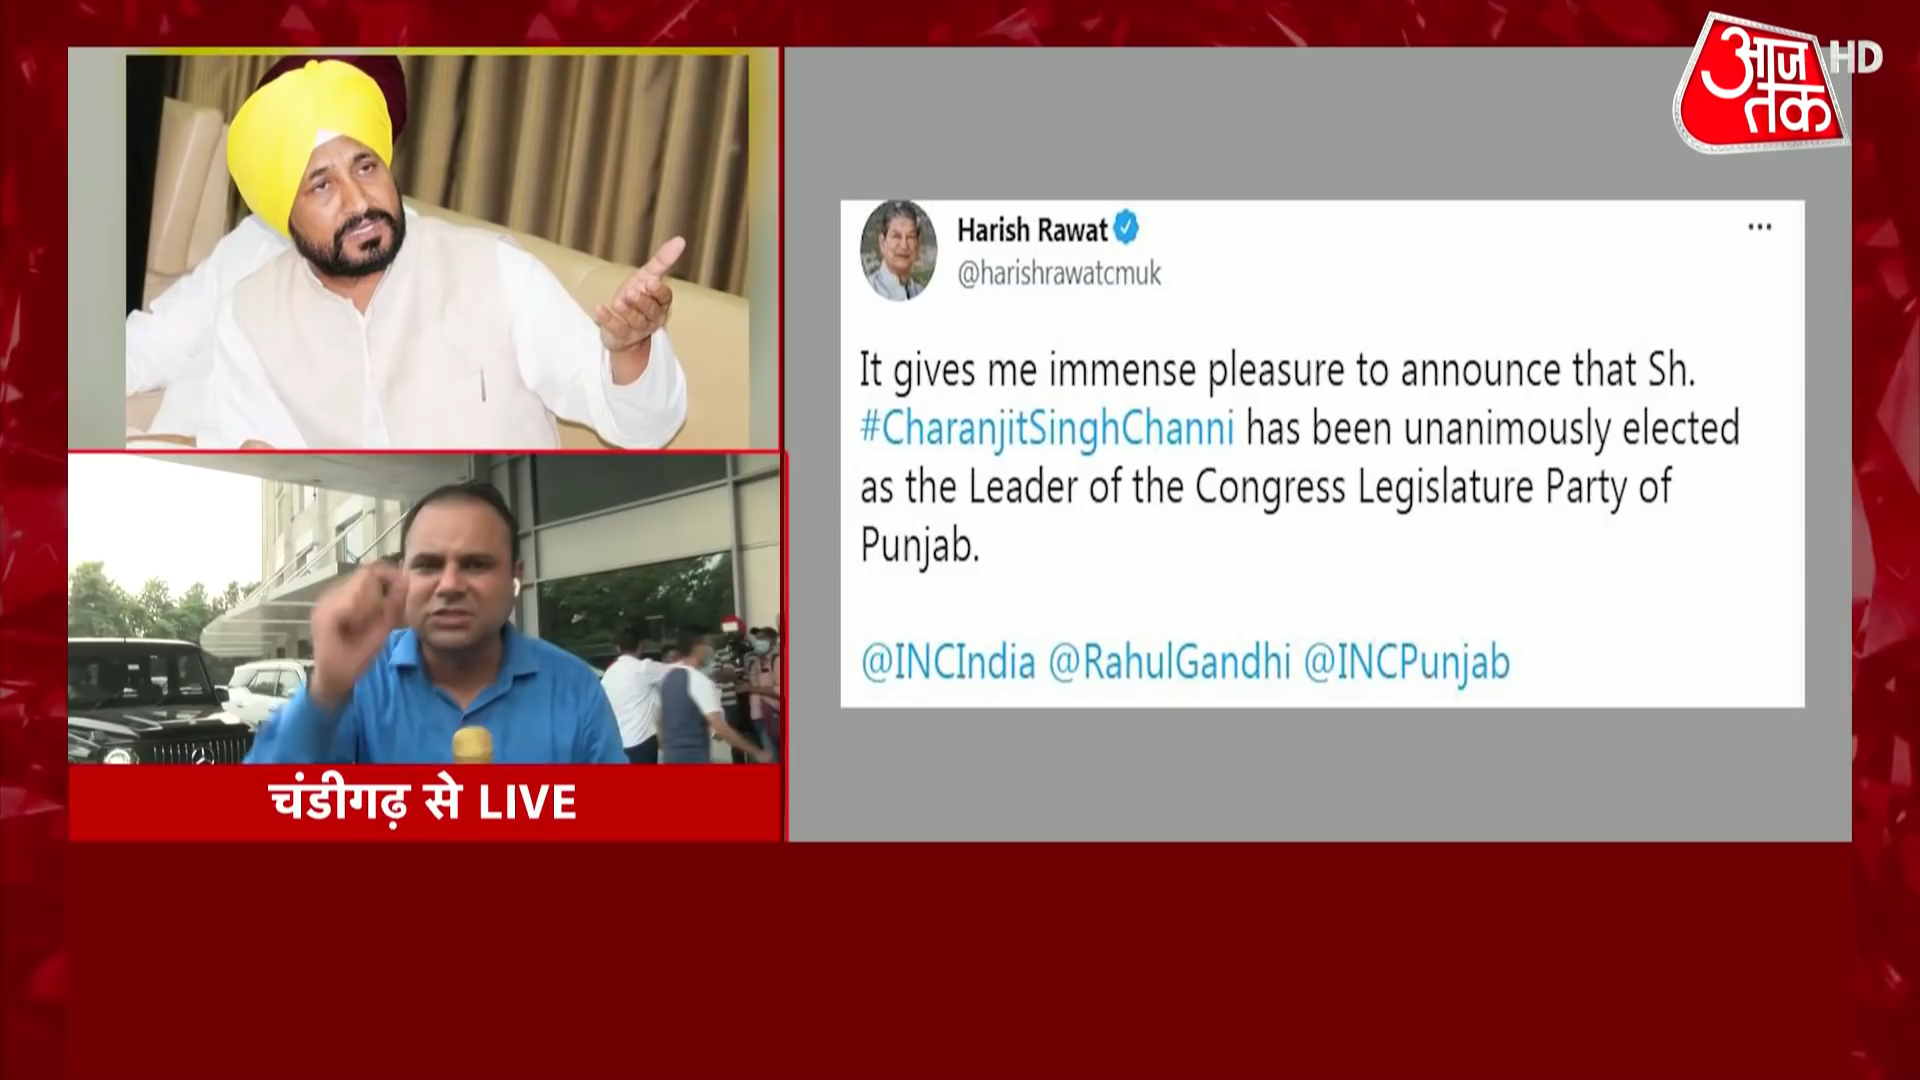 आज
तक
HD
Harish Rawat
@harishrawatcmuk
It gives me immense pleasure to announce that Sh.
#CharanjitSinghChanni has been unanimously elected
as the Leader of the Congress Legislature Party of
Punjab.
@INCIndia @RahulGandhi @INCPunjab
चंडीगढ़ से LIVE